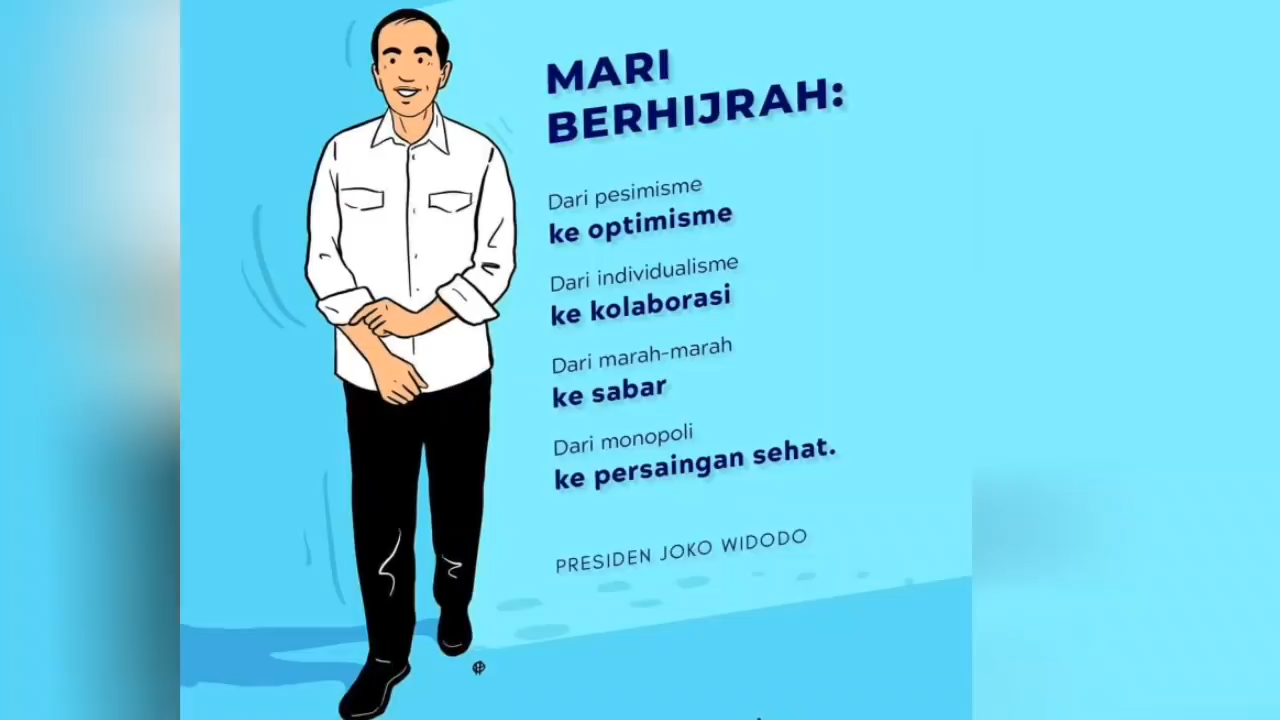 MARI
BERHIJRAH:
Dari pesimisme
ke optimisme
Dari individualisme
ke kolaborasi
Dari marah-marah
ke sabar
Dari monopoli
ke persaingan sehat.
PRESIDEN JOKO WIDODO